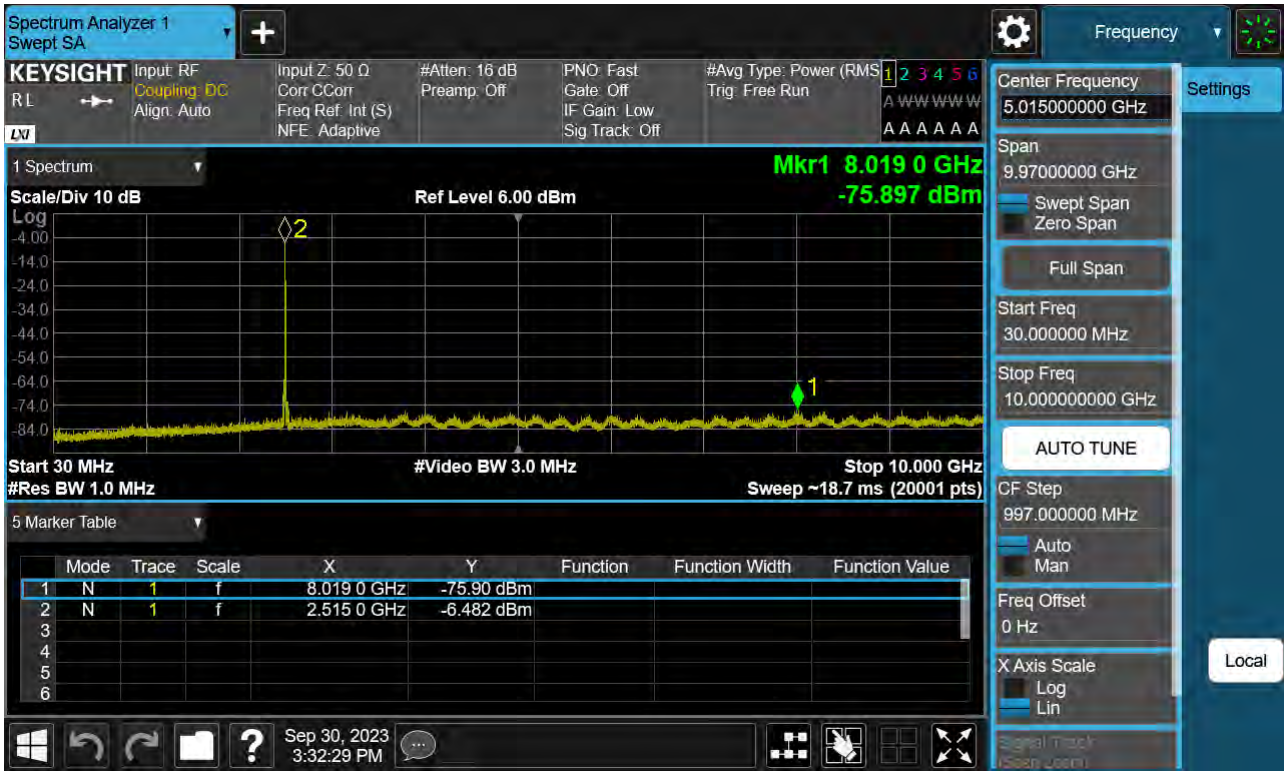 Spectrum Analyzer 1
Swept SA
+
Frequency
KEYSIGHT
RL
LXI
Input: RF
Coupling: DC
Align: Auto
Input Z: 50 Ω
Corr CCorr
Freq Ref: Int (S)
NFE: Adaptive
#Atten: 16 dB
Preamp: Off
PNO: Fast
Gate: Off
IF Gain: Low
Sig Track: Off
#Avg Type: Power (RMS
Trig: Free Run
1 2 3 4 5 6
A W W W W W
A A A A A A
1 Spectrum
Mkr1 8.019 0 GHz
-75.897 dBm
Scale/Div 10 dB
Ref Level 6.00 dBm
Log
-4.00
-14.0
-24.0
-34.0
-44.0
-54.0
-64.0
-74.0
-84.0
2
1
Start 30 MHz
#Video BW 3.0 MHz
Stop 10.000 GHz
#Res BW 1.0 MHz
Sweep ~18.7 ms (20001 pts)
5 Marker Table
Mode Trace Scale X Y Function Function Width Function Value
1 N 1 f 8.019 0 GHz -75.90 dBm
2 N 1 f 2.515 0 GHz -6.482 dBm
3
4
5
6
Sep 30, 2023
3:32:29 PM
?
Center Frequency
5.015000000 GHz
Settings
Span
9.97000000 GHz
Swept Span
Zero Span
Full Span
Start Freq
30.000000 MHz
Stop Freq
10.000000000 GHz
AUTO TUNE
CF Step
997.000000 MHz
Auto
Man
Freq Offset
0 Hz
X Axis Scale
Log
Lin
Local
Signal Track
(Span Zoom)